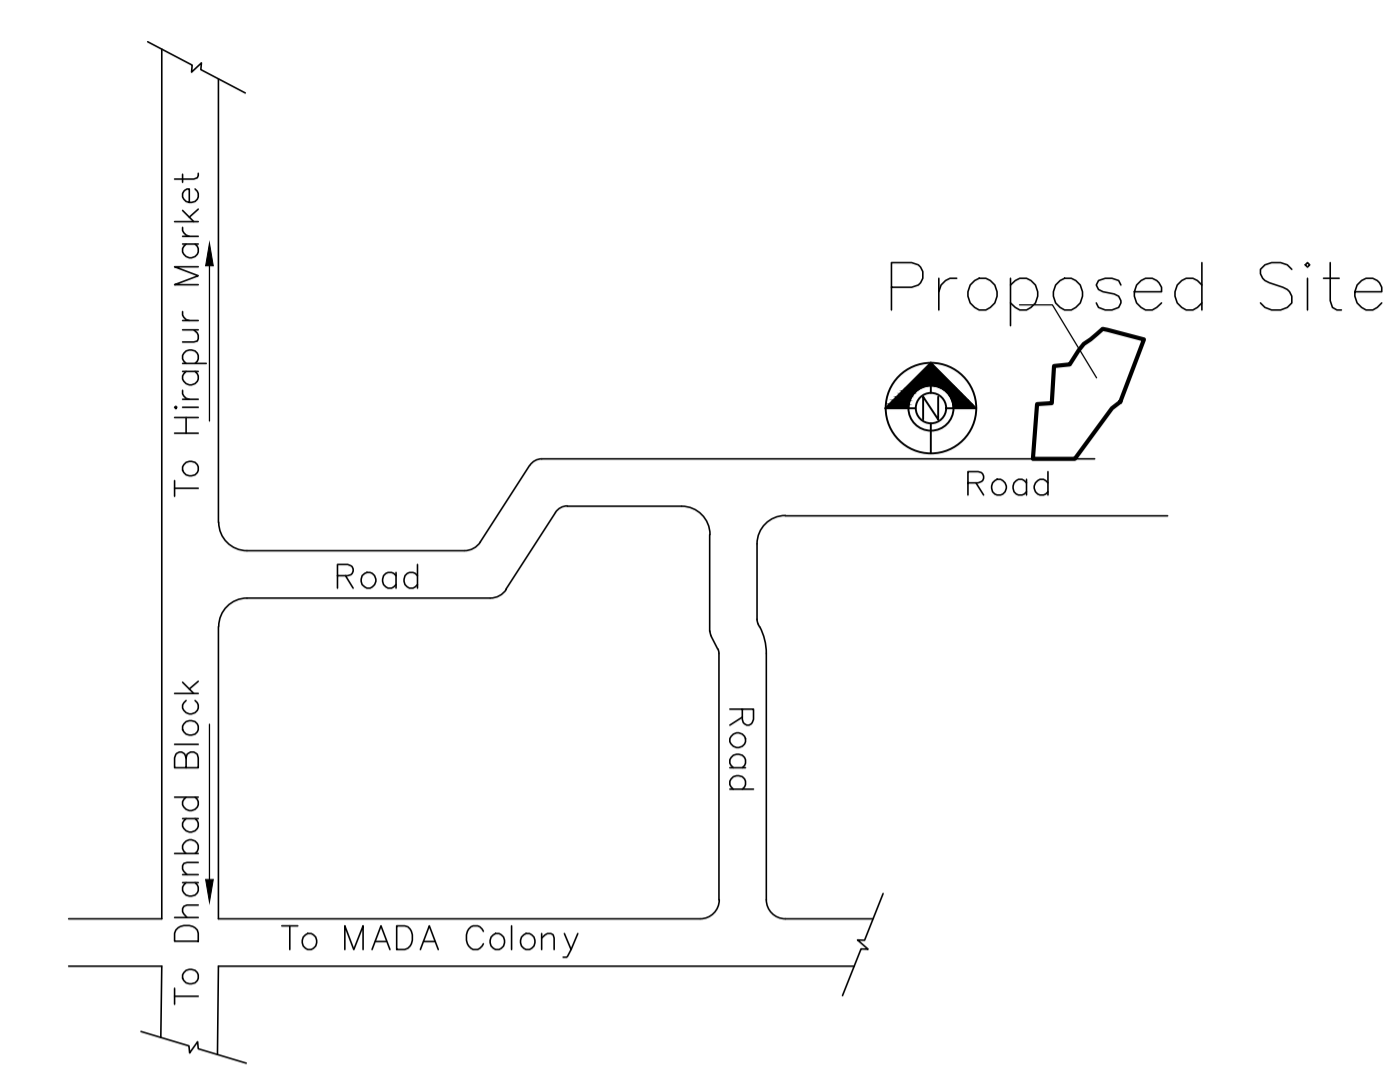 To Hirapur Market
Proposed Site
N
Road
Road
To Dhanbad Block
Road
To MADA Colony